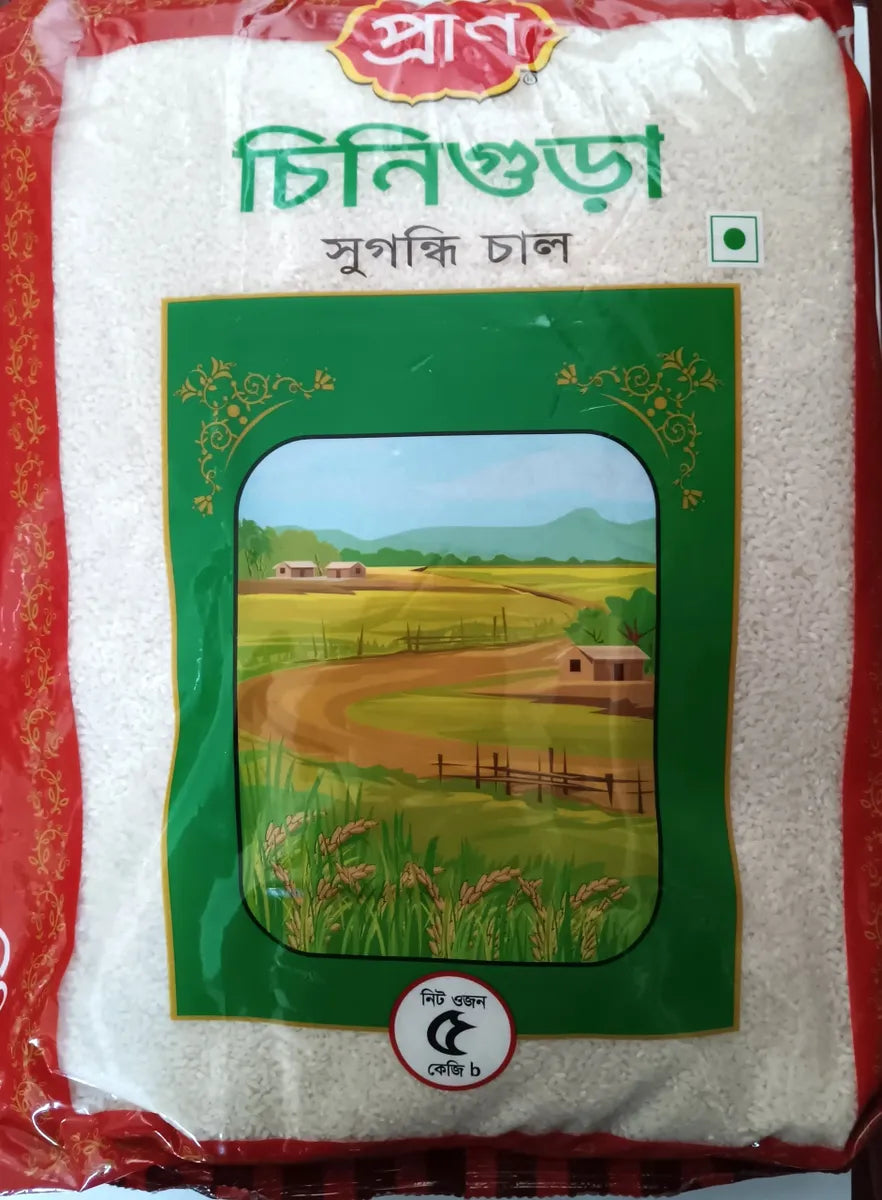 প্রাণ
®
চিনিগুড়া
সুগন্ধি চাল
নিট ওজন
৫
কেজি b